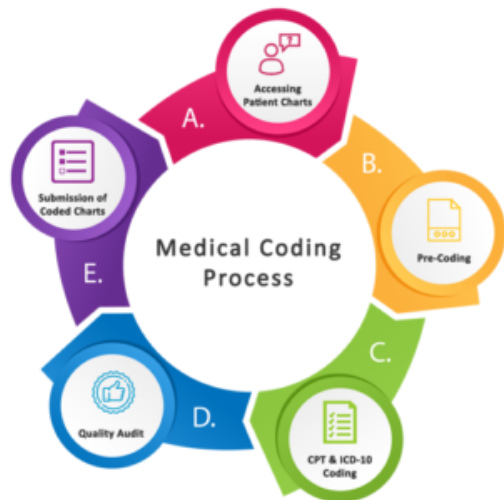 Medical Coding
Process
A.
Accessing
Patient Charts
B.
Pre-Coding
C.
CPT & ICD-10
Coding
D.
Quality Audit
E.
Submission of
Coded Charts